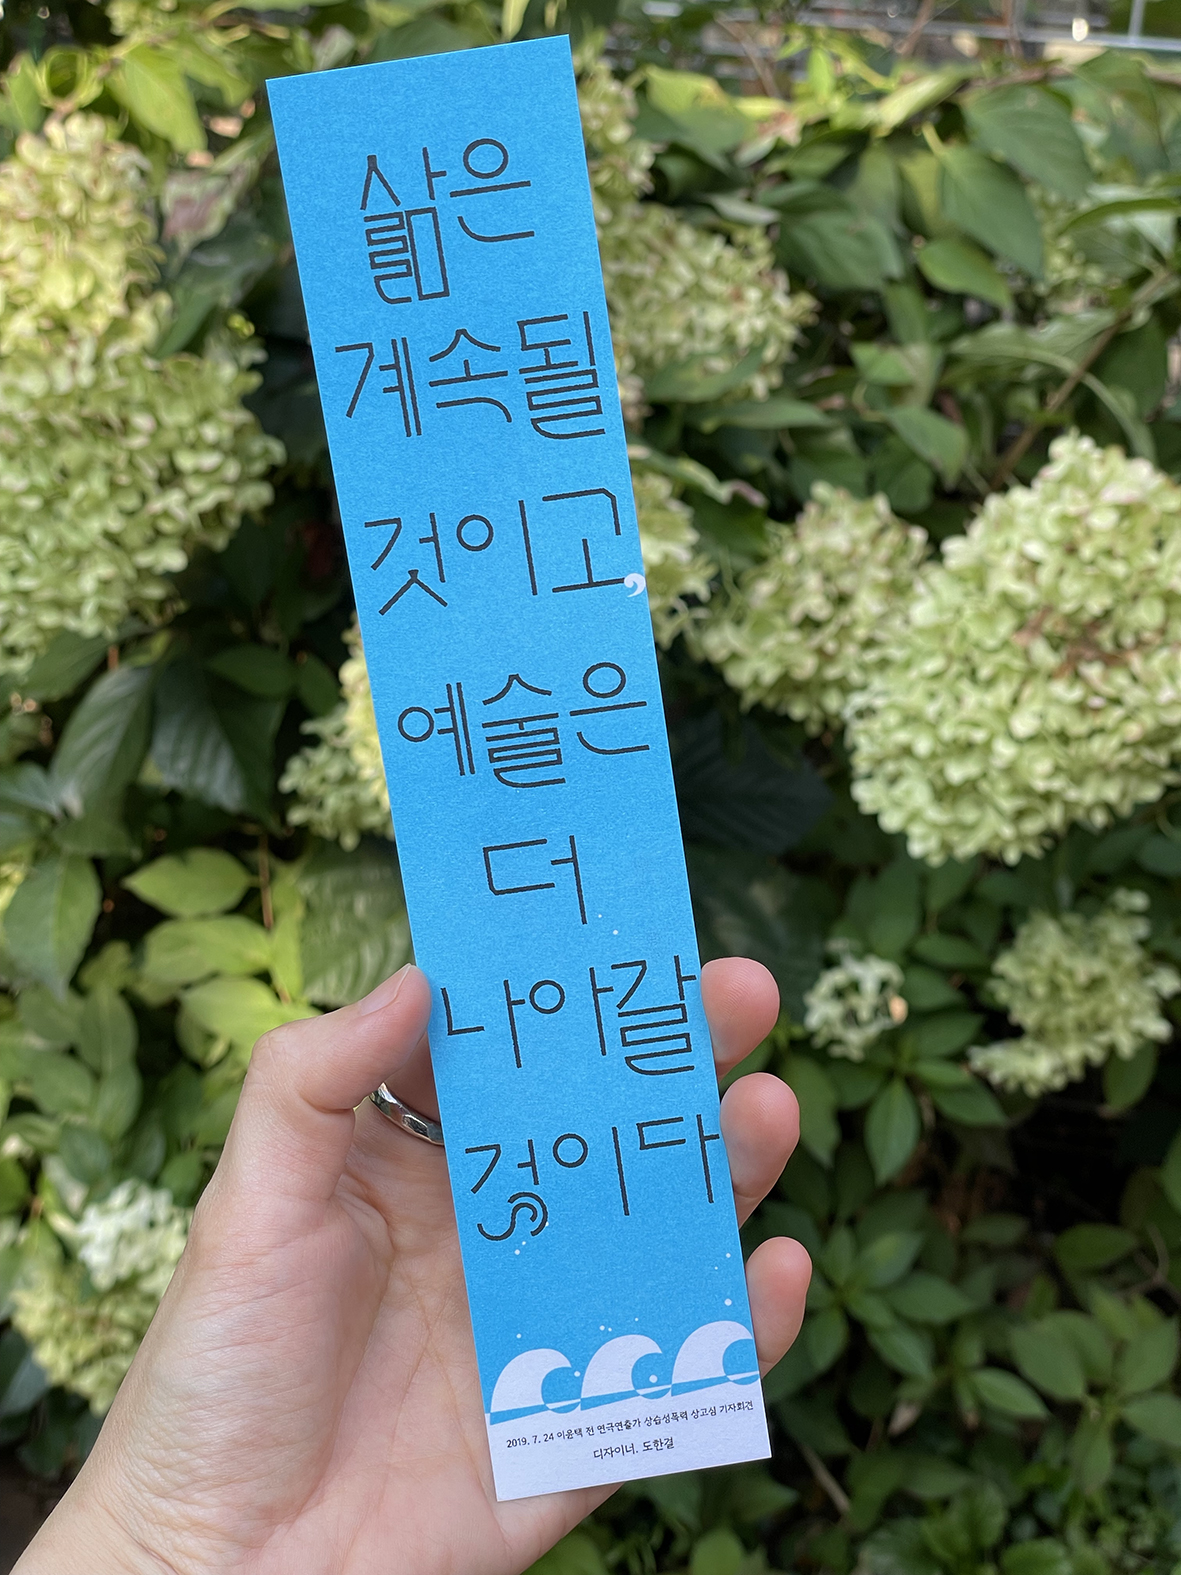 삶은
계속될
것이고,
예술은
더
나아갈
것이다
2019. 7. 24 이윤택 전 연극연출가 상습성폭력 상고심 기자회견
디자이너. 도한결